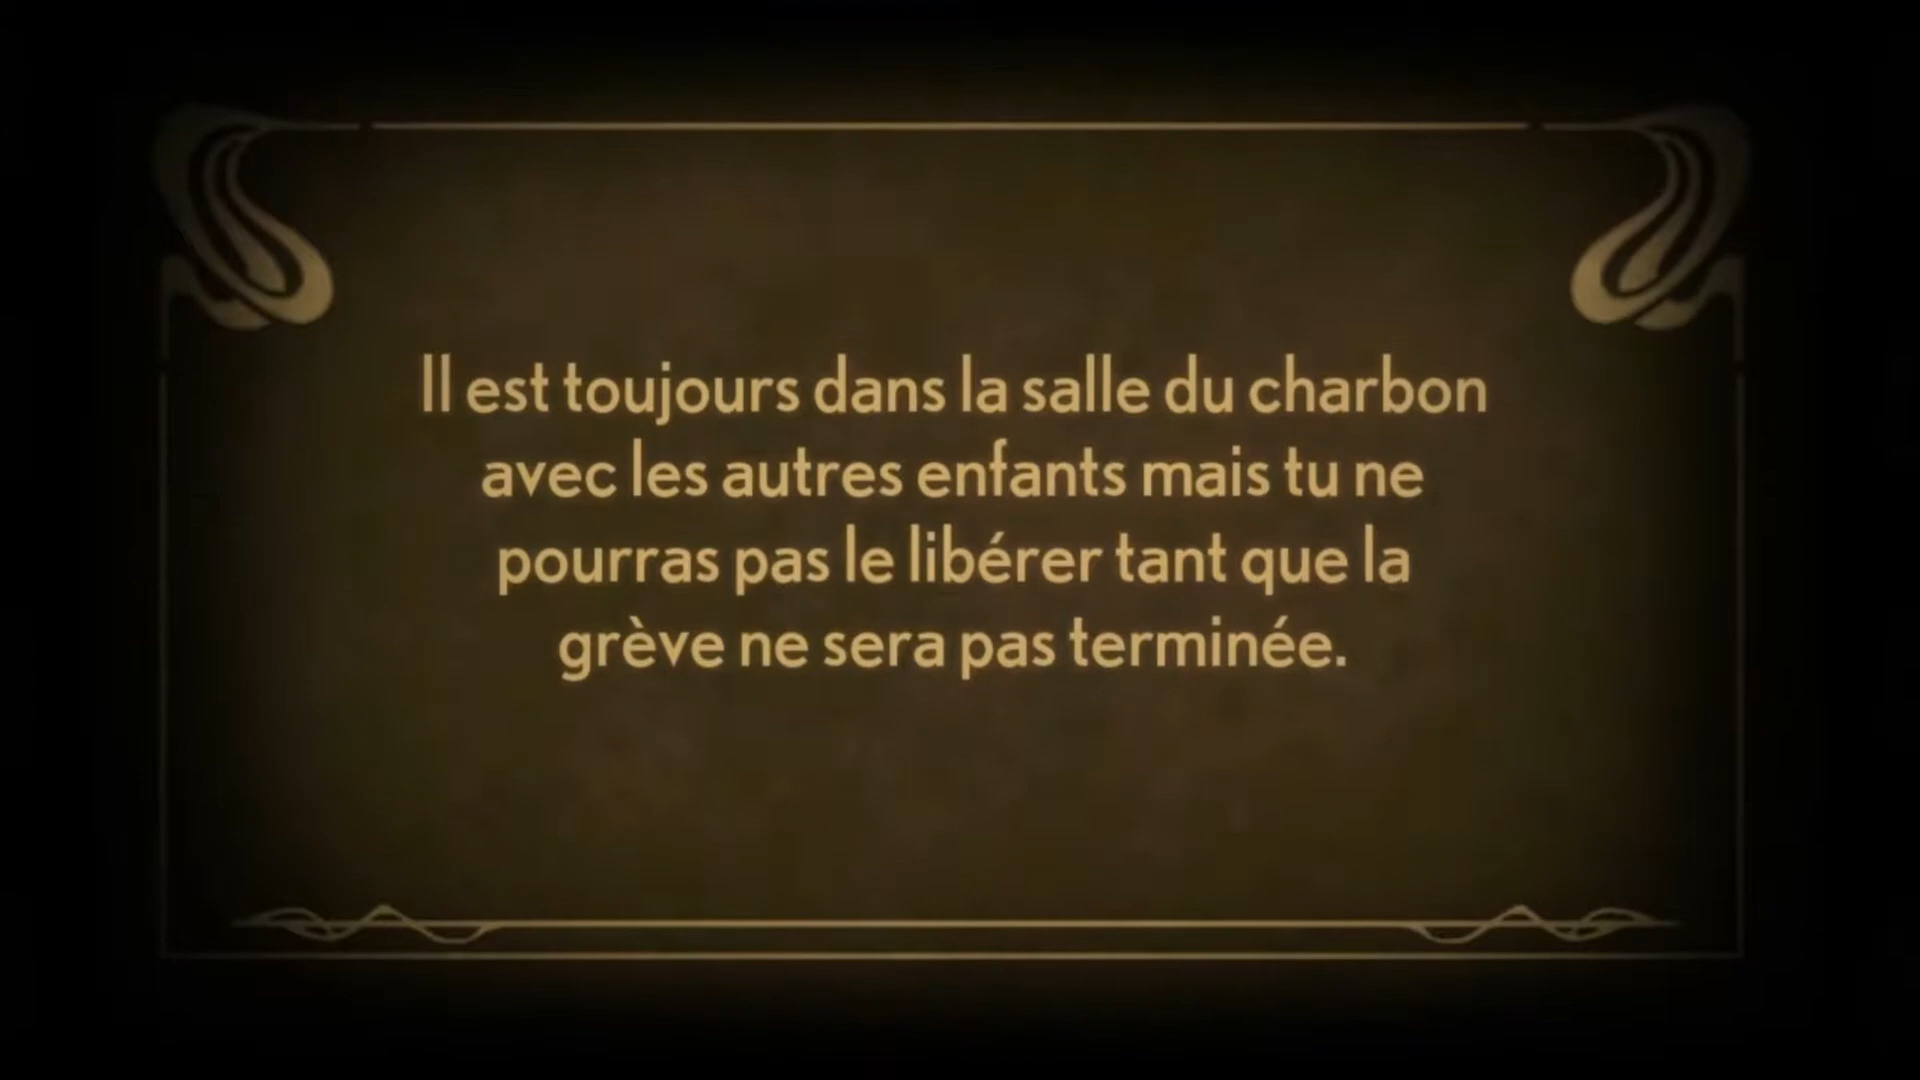 Il est toujours dans la salle du charbon
avec les autres enfants mais tu ne
pourras pas le libérer tant que la
grève ne sera pas terminée.